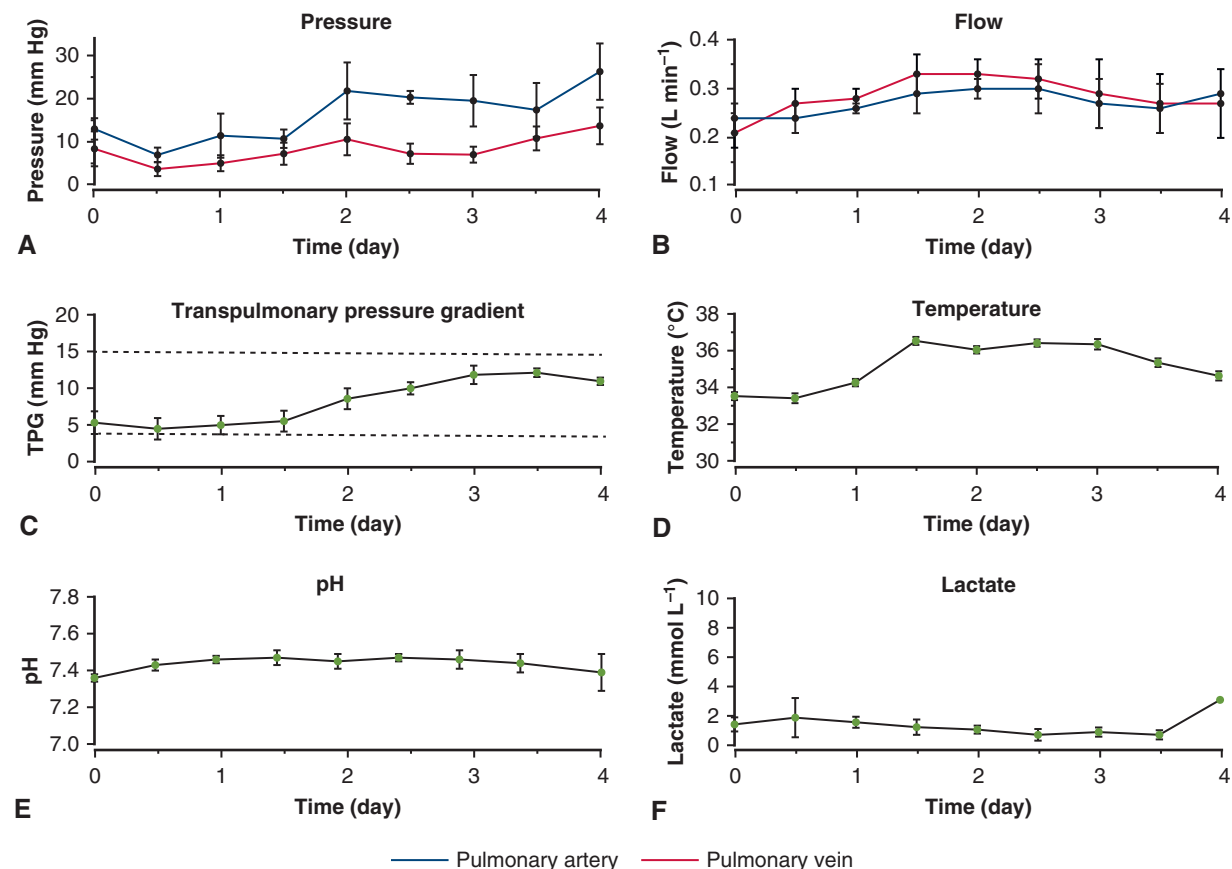 Pressure
Pressure (mm Hg)
30
20
10
0
0 1 2 3 4
Time (day)
A
Flow
Flow (L min⁻¹)
0.4
0.3
0.2
0.1
0 1 2 3 4
Time (day)
B
Transpulmonary pressure gradient
TPG (mm Hg)
20
15
10
5
0
0 1 2 3 4
Time (day)
C
Temperature
Temperature (°C)
38
36
34
32
30
0 1 2 3 4
Time (day)
D
pH
pH
7.8
7.6
7.4
7.2
7.0
0 1 2 3 4
Time (day)
E
Lactate
Lactate (mmol L⁻¹)
10
8
6
4
2
0
0 1 2 3 4
Time (day)
F
Pulmonary artery
Pulmonary vein